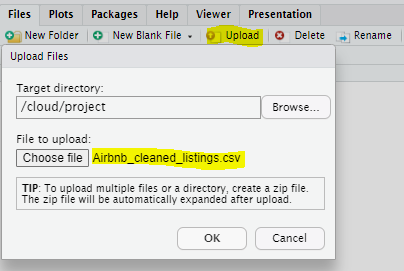 Files Plots Packages Help Viewer Presentation
New Folder New Blank File Upload Delete Rename
Upload Files
Target directory:
/cloud/project Browse...
File to upload:
Choose file Airbnb_cleaned_listings.csv
TIP: To upload multiple files or a directory, create a zip file.
The zip file will be automatically expanded after upload.
OK Cancel